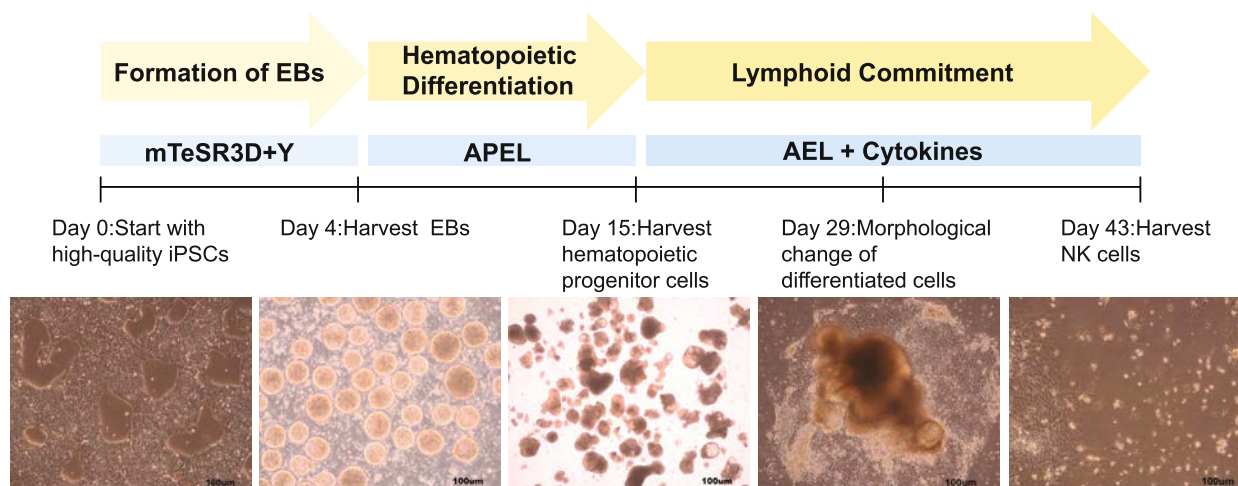 Formation of EBs
Hematopoietic
Differentiation
Lymphoid Commitment
mTeSR3D+Y
APEL
AEL + Cytokines
Day 0:Start with
high-quality iPSCs
Day 4:Harvest EBs
Day 15:Harvest
hematopoietic
progenitor cells
Day 29:Morphological
change of
differentiated cells
Day 43:Harvest
NK cells
100um
100um
100um
100um
100um